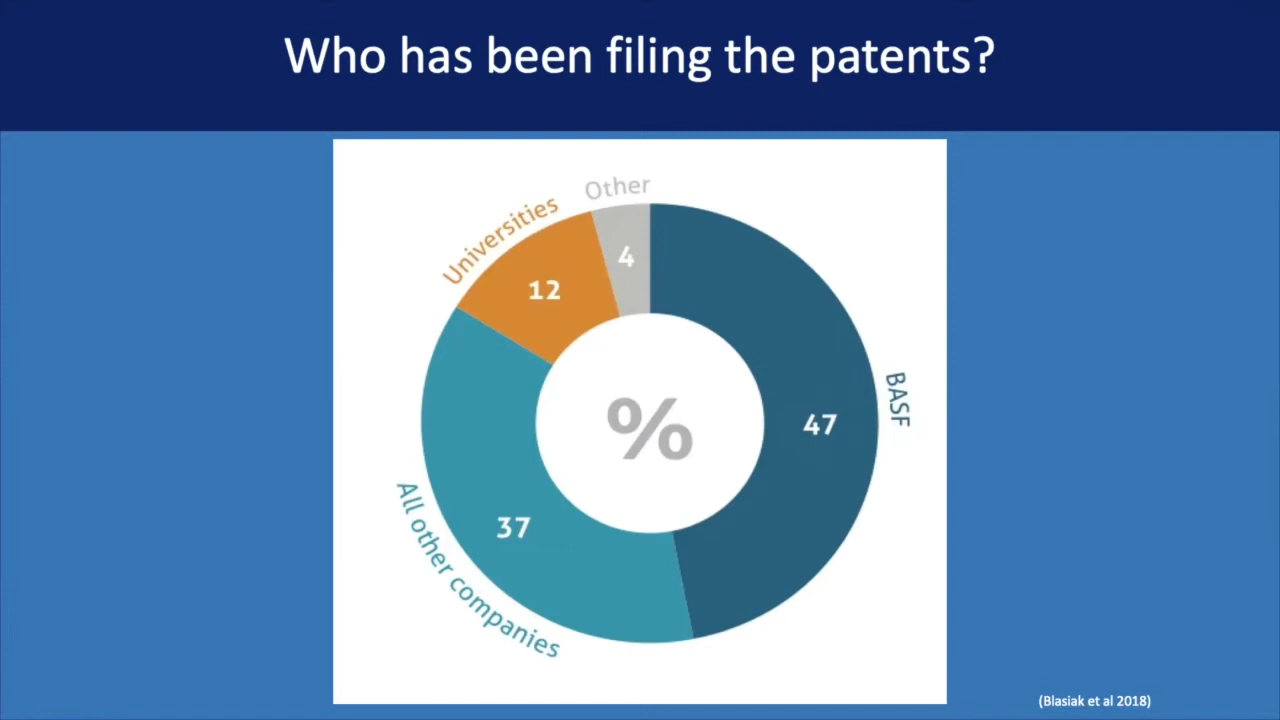 Who has been filing the patents?
Other
Universities
4
12
BASF
%
47
37
All other companies
(Blasiak et al 2018)